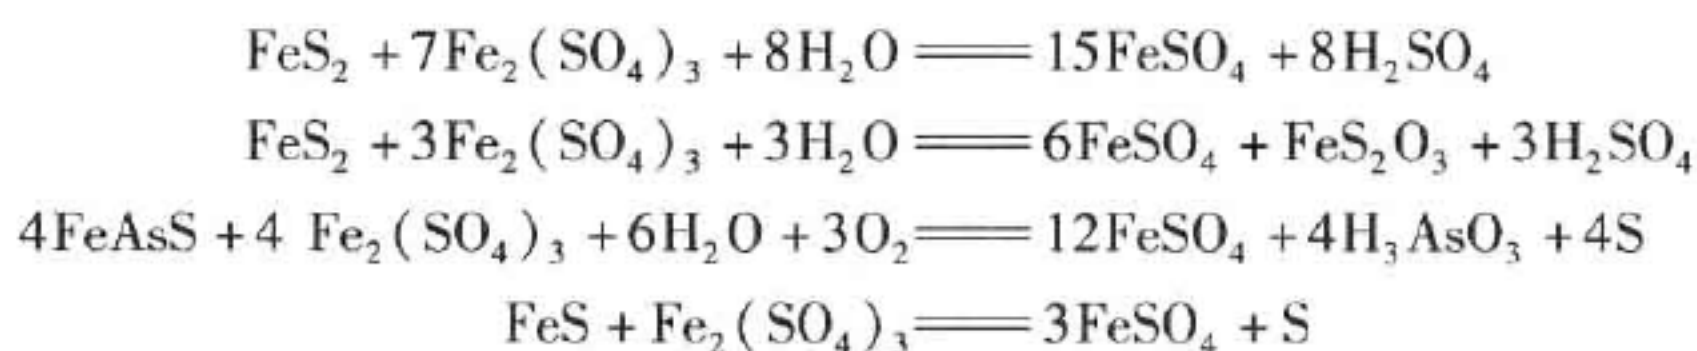 FeS₂ + 7Fe₂(SO₄)₃ + 8H₂O ══ 15FeSO₄ + 8H₂SO₄
FeS₂ + 3Fe₂(SO₄)₃ + 3H₂O ══ 6FeSO₄ + FeS₂O₃ + 3H₂SO₄
4FeAsS + 4 Fe₂(SO₄)₃ + 6H₂O + 3O₂ ══ 12FeSO₄ + 4H₃AsO₃ + 4S
FeS + Fe₂(SO₄)₃ ══ 3FeSO₄ + S